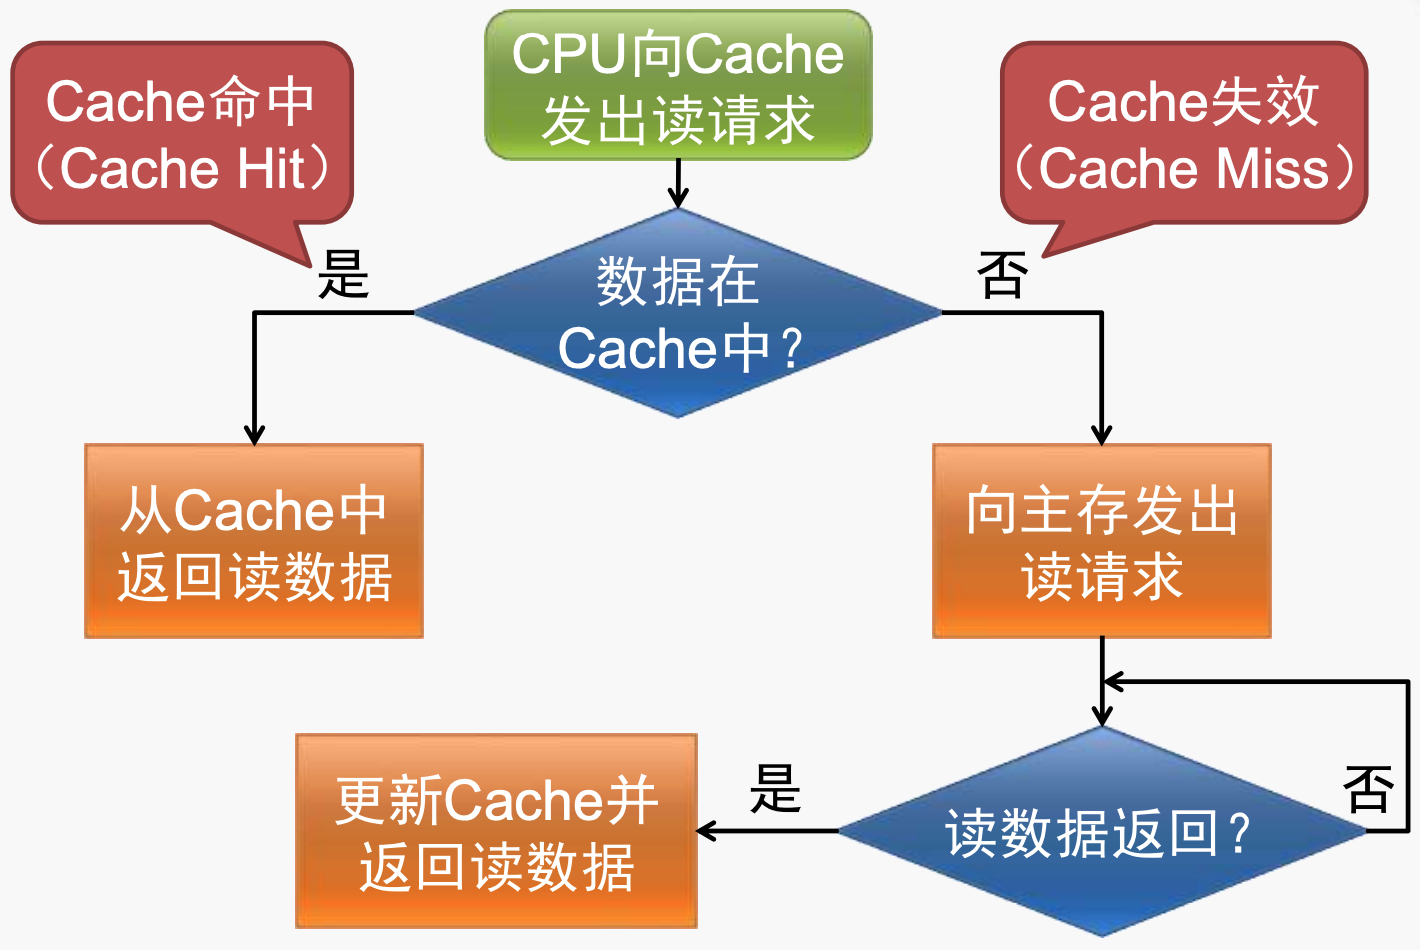 CPU向Cache
发出读请求
Cache命中
（Cache Hit）
Cache失效
（Cache Miss）
是
否
数据在
Cache中？
从Cache中
返回读数据
向主存发出
读请求
更新Cache并
返回读数据
是
读数据返回？
否